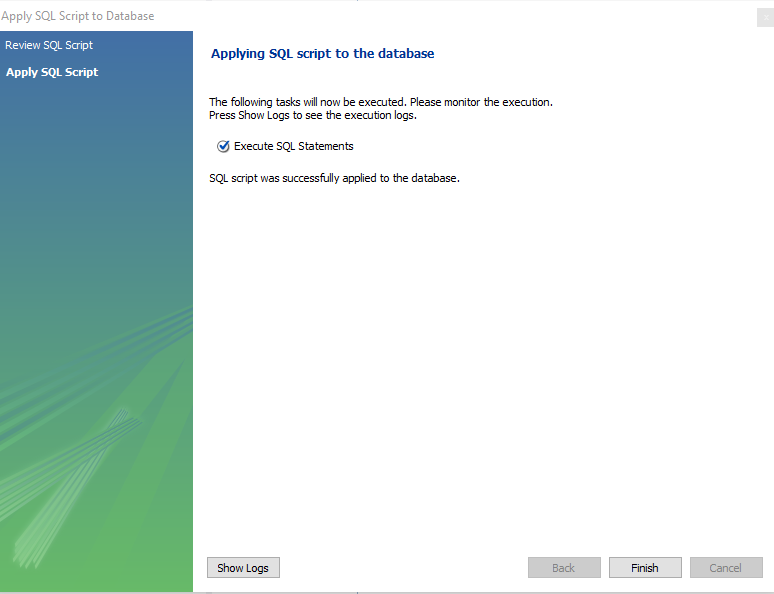 Apply SQL Script to Database
Review SQL Script
Apply SQL Script
Applying SQL script to the database
The following tasks will now be executed. Please monitor the execution.
Press Show Logs to see the execution logs.
Execute SQL Statements
SQL script was successfully applied to the database.
Show Logs
Back
Finish
Cancel